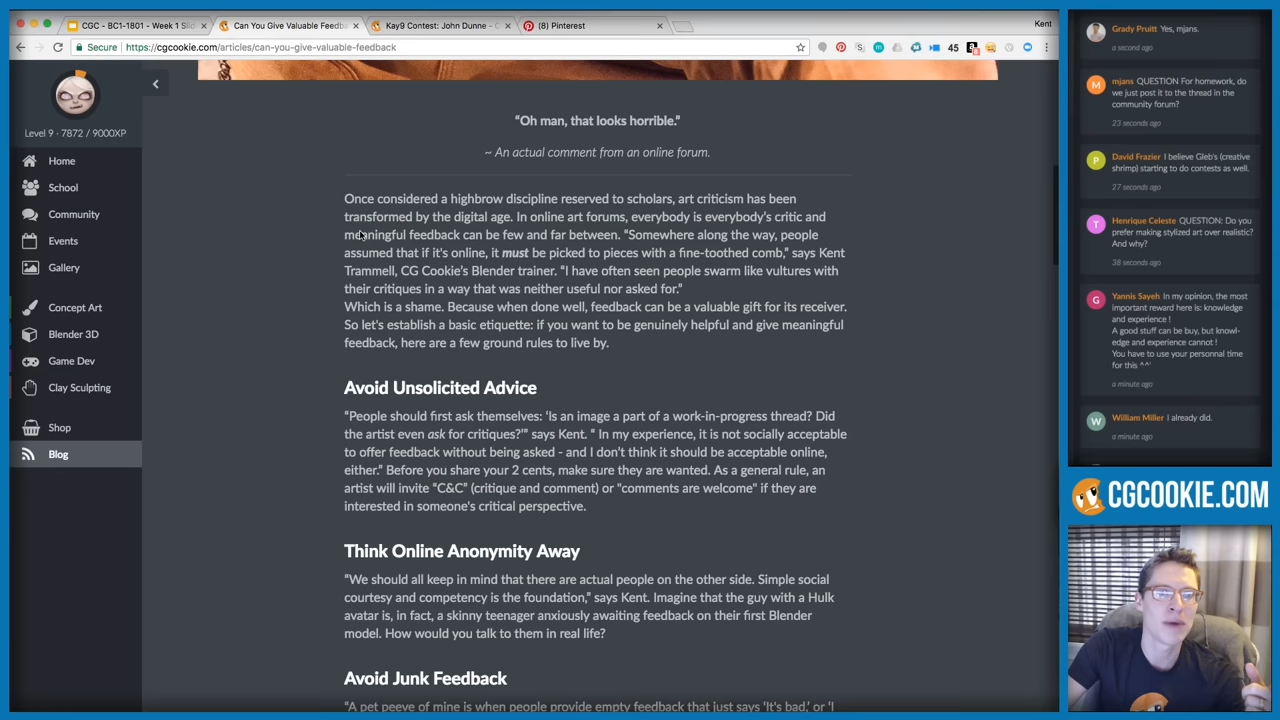 CGC - BC1-1801 - Week 1 Slid
Can You Give Valuable Feedba
Kay9 Contest: John Dunne - C
(8) Pinterest
Kent
Secure
https://cgcookie.com/articles/can-you-give-valuable-feedback
45
Level 9 - 7872 / 9000XP
Home
School
Community
Events
Gallery
Concept Art
Blender 3D
Game Dev
Clay Sculpting
Shop
Blog
“Oh man, that looks horrible.”
~ An actual comment from an online forum.
Once considered a highbrow discipline reserved to scholars, art criticism has been
transformed by the digital age. In online art forums, everybody is everybody’s critic and
meaningful feedback can be few and far between. “Somewhere along the way, people
assumed that if it's online, it must be picked to pieces with a fine-toothed comb,” says Kent
Trammell, CG Cookie’s Blender trainer. “I have often seen people swarm like vultures with
their critiques in a way that was neither useful nor asked for.”
Which is a shame. Because when done well, feedback can be a valuable gift for its receiver.
So let's establish a basic etiquette: if you want to be genuinely helpful and give meaningful
feedback, here are a few ground rules to live by.
Avoid Unsolicited Advice
“People should first ask themselves: 'Is an image a part of a work-in-progress thread? Did
the artist even ask for critiques?’” says Kent. “ In my experience, it is not socially acceptable
to offer feedback without being asked - and I don't think it should be acceptable online,
either.” Before you share your 2 cents, make sure they are wanted. As a general rule, an
artist will invite “C&C” (critique and comment) or "comments are welcome" if they are
interested in someone's critical perspective.
Think Online Anonymity Away
“We should all keep in mind that there are actual people on the other side. Simple social
courtesy and competency is the foundation,” says Kent. Imagine that the guy with a Hulk
avatar is, in fact, a skinny teenager anxiously awaiting feedback on their first Blender
model. How would you talk to them in real life?
Avoid Junk Feedback
“A pet peeve of mine is when people provide empty feedback that just says ‘It's bad,’ or ‘I
Grady Pruitt Yes, mjans.
a second ago
M
mjans QUESTION For homework, do
we just post it to the thread in the
community forum?
23 seconds ago
D
David Frazier I believe Gleb's (creative
shrimp) starting to do contests as well.
27 seconds ago
H
Henrique Celeste QUESTION: Do you
prefer making stylized art over realistic?
And why?
38 seconds ago
Y
Yannis Sayeh In my opinion, the most
important reward here is: knowledge
and experience !
A good stuff can be buy, but knowl-
edge and experience cannot !
You have to use your personnal time
for this ^^'
a minute ago
W
William Miller I already did.
a minute ago
CGCOOKIE.COM